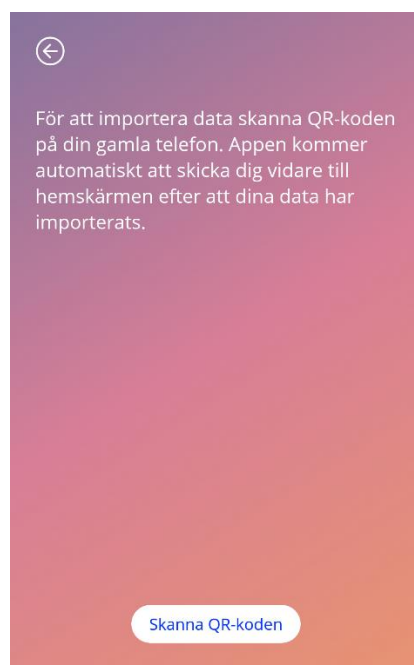 För att importera data skanna QR-koden
på din gamla telefon. Appen kommer
automatiskt att skicka dig vidare till
hemskärmen efter att dina data har
importerats.
Skanna QR-koden